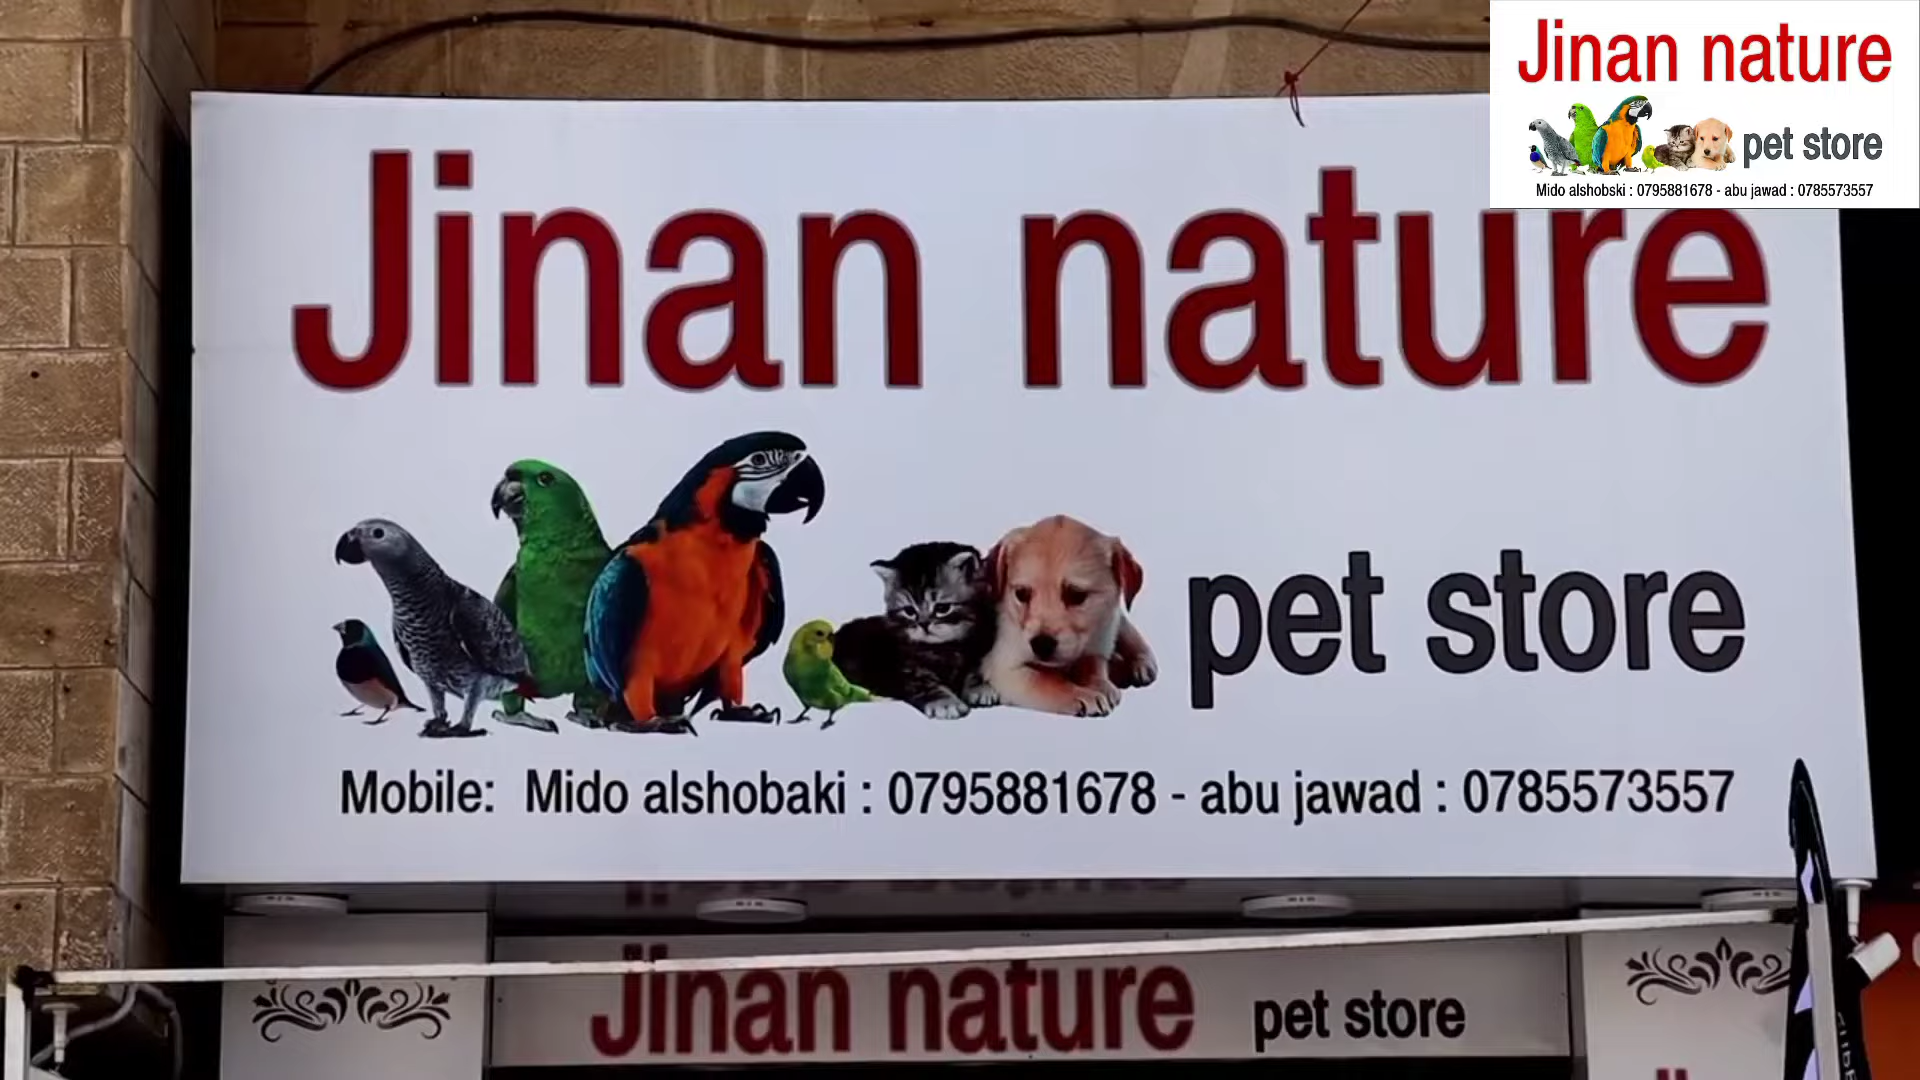 Jinan nature
pet store
Mido alshobski : 0795881678 - abu jawad : 0785573557
Jinan nature
pet store
Mobile: Mido alshobaki : 0795881678 - abu jawad : 0785573557
Jinan nature pet store